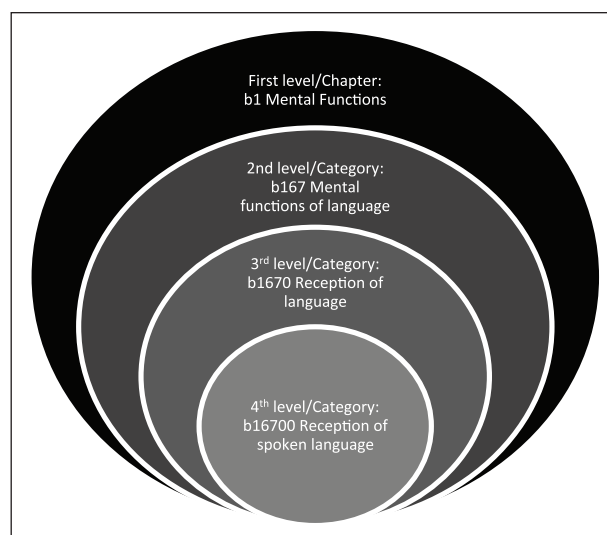 First level/Chapter:
b1 Mental Functions
2nd level/Category:
b167 Mental
functions of language
3rd level/Category:
b1670 Reception of
language
4th level/Category:
b16700 Reception of
spoken language